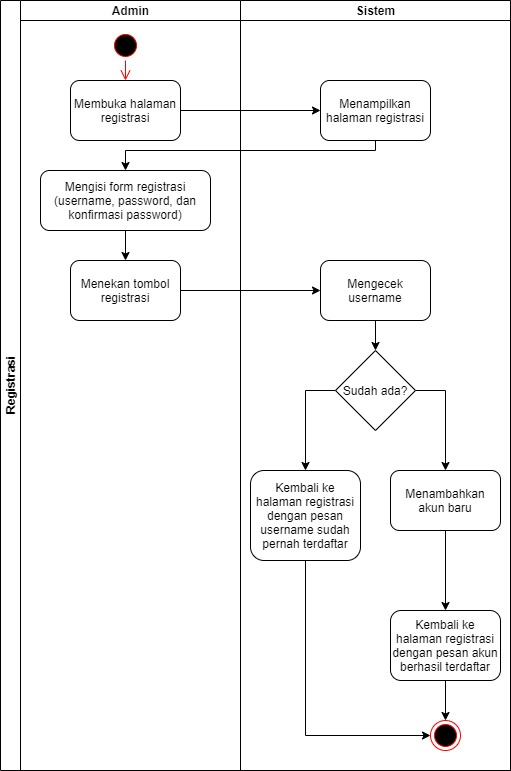 Admin
Sistem
Registrasi
Membuka halaman
registrasi
Menampilkan
halaman registrasi
Mengisi form registrasi
(username, password, dan
konfirmasi password)
Menekan tombol
registrasi
Mengecek
username
Sudah ada?
Kembali ke
halaman registrasi
dengan pesan
username sudah
pernah terdaftar
Menambahkan
akun baru
Kembali ke
halaman registrasi
dengan pesan akun
berhasil terdaftar